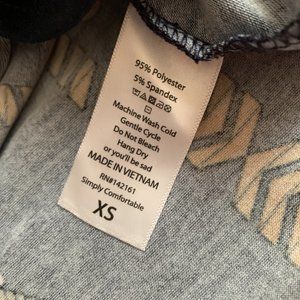 95% Polyester
5% Spandex
Machine Wash Cold
Gentle Cycle
Do Not Bleach
Hang Dry
or you'll be sad
MADE IN VIETNAM
RN#142161
Simply Comfortable
XS